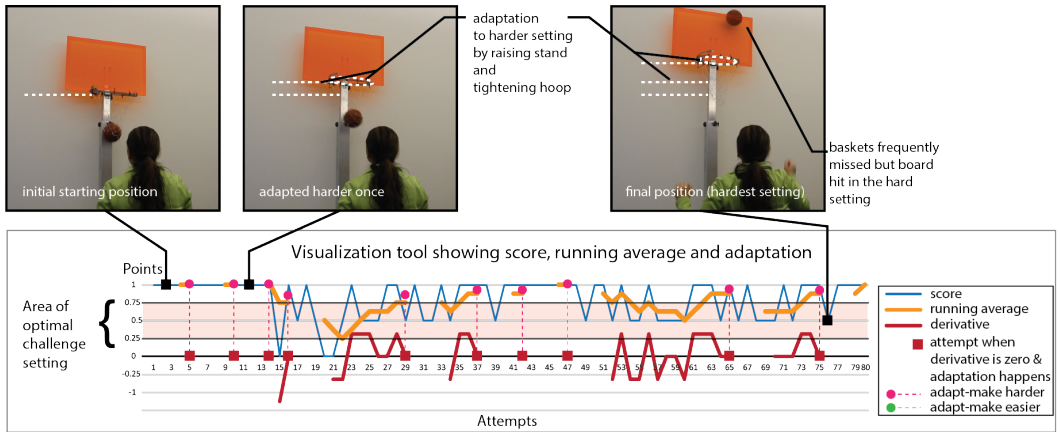 adaptation
to harder setting
by raising stand
and
tightening hoop
baskets frequently
missed but board
hit in the hard
setting
initial starting position
adapted harder once
final position (hardest setting)
Visualization tool showing score, running average and adaptation
Points
Area of
optimal
challenge
setting
{
1
0.75
0.5
0.25
0
-0.25
-1
1 3 5 7 9 11 13 15 17 19 21 23 25 27 29 31 33 35 37 39 41 43 45 47 49 51 53 55 57 59 61 63 65 67 69 71 73 75 77 79 80
Attempts
score
running average
derivative
attempt when
derivative is zero &
adaptation happens
adapt-make harder
adapt-make easier